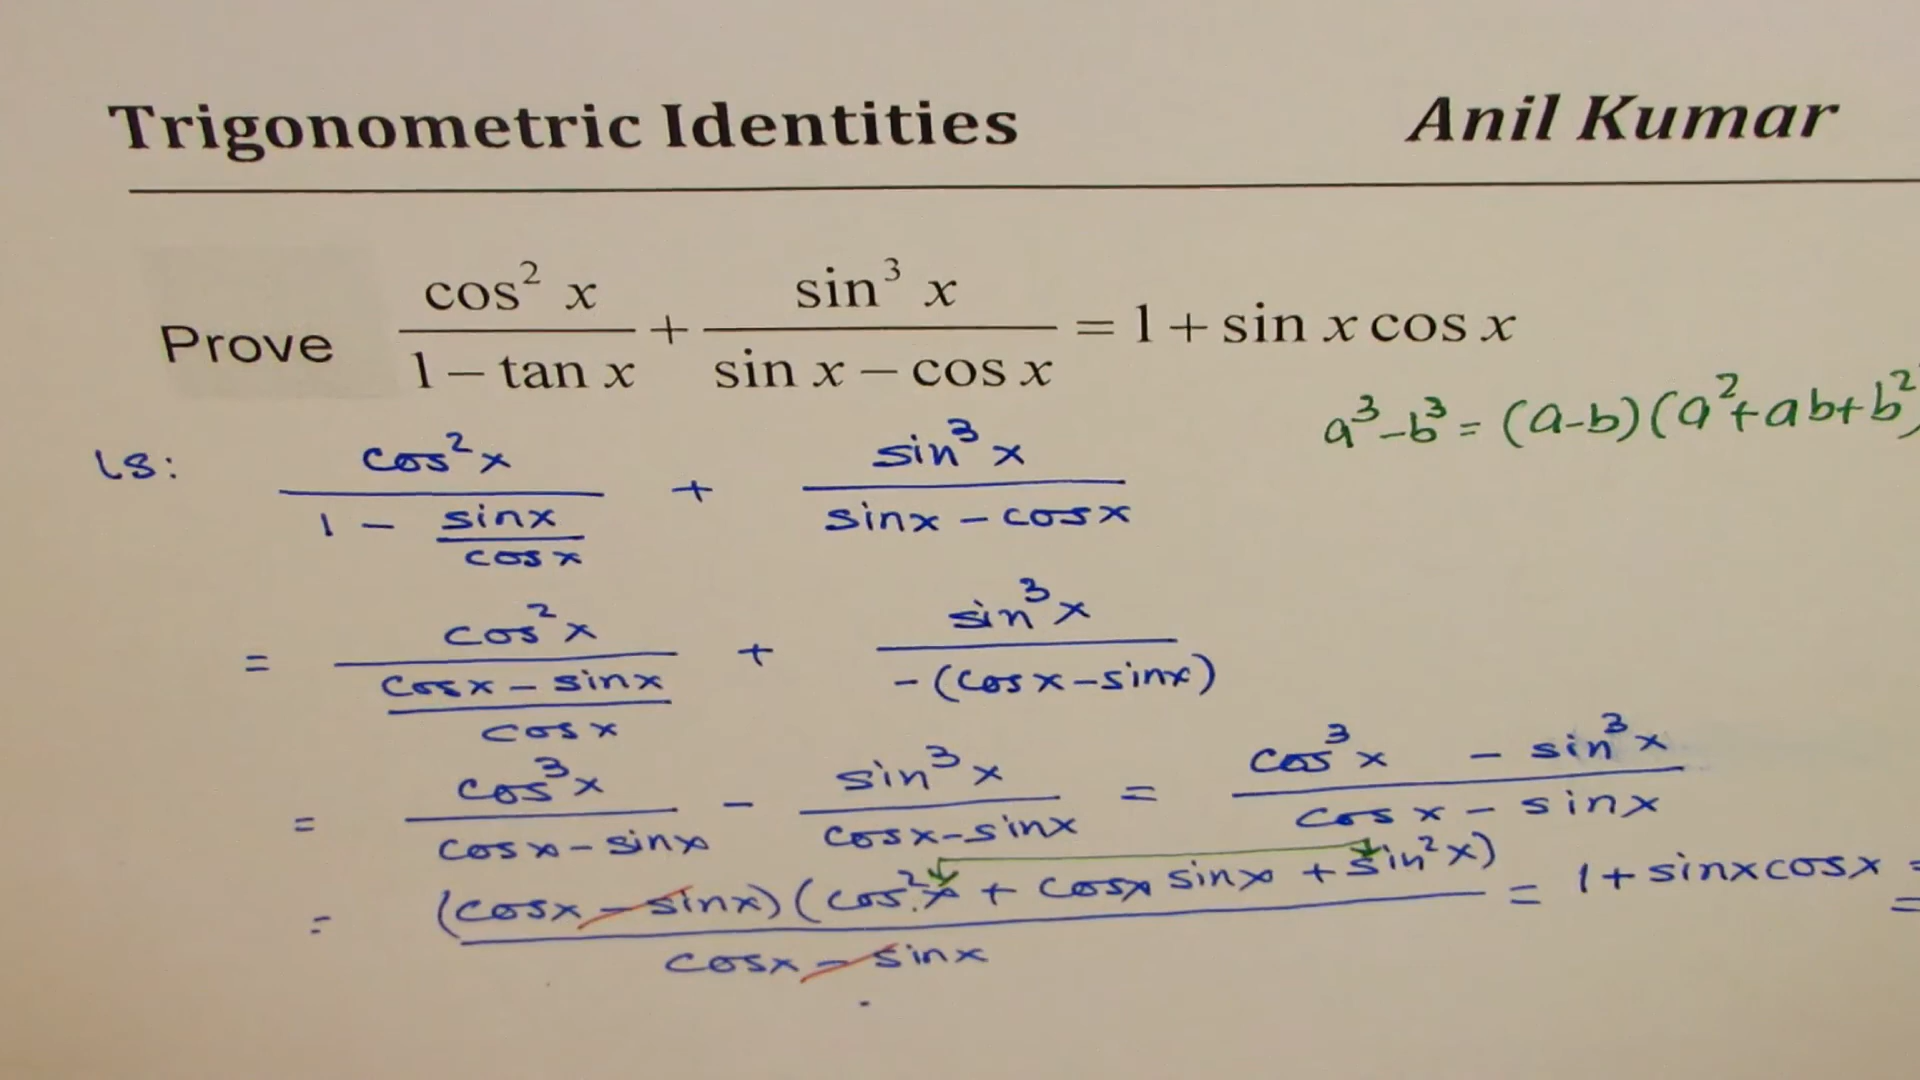 Trigonometric Identities Anil Kumar
Prove cos² x / (1 − tan x) + sin³ x / (sin x − cos x) = 1 + sin x cos x
a³ - b³ = (a-b)(a²+ab+b²)
LS: cos²x / (1 - sinx/cosx) + sin³x / (sinx - cosx)
= cos²x / ((cosx - sinx)/cosx) + sin³x / (-(cosx - sinx))
= cos³x / (cosx - sinx) - sin³x / (cosx - sinx) = (cos³x - sin³x) / (cosx - sinx)
= (cosx - sinx)(cos²x + cosx sinx + sin²x) / (cosx - sinx) = 1 + sinxcosx =